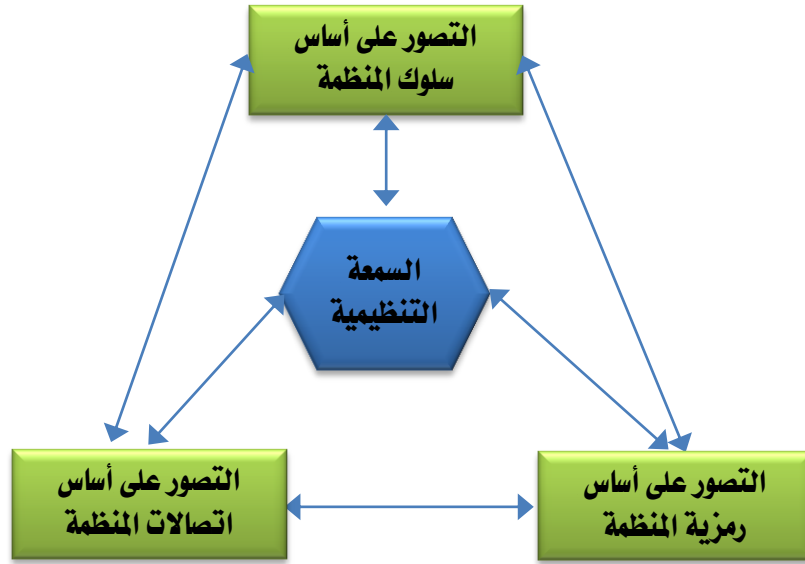 التصور على أساس
سلوك المنظمة
السمعة
التنظيمية
التصور على أساس
رمزية المنظمة
التصور على أساس
اتصالات المنظمة